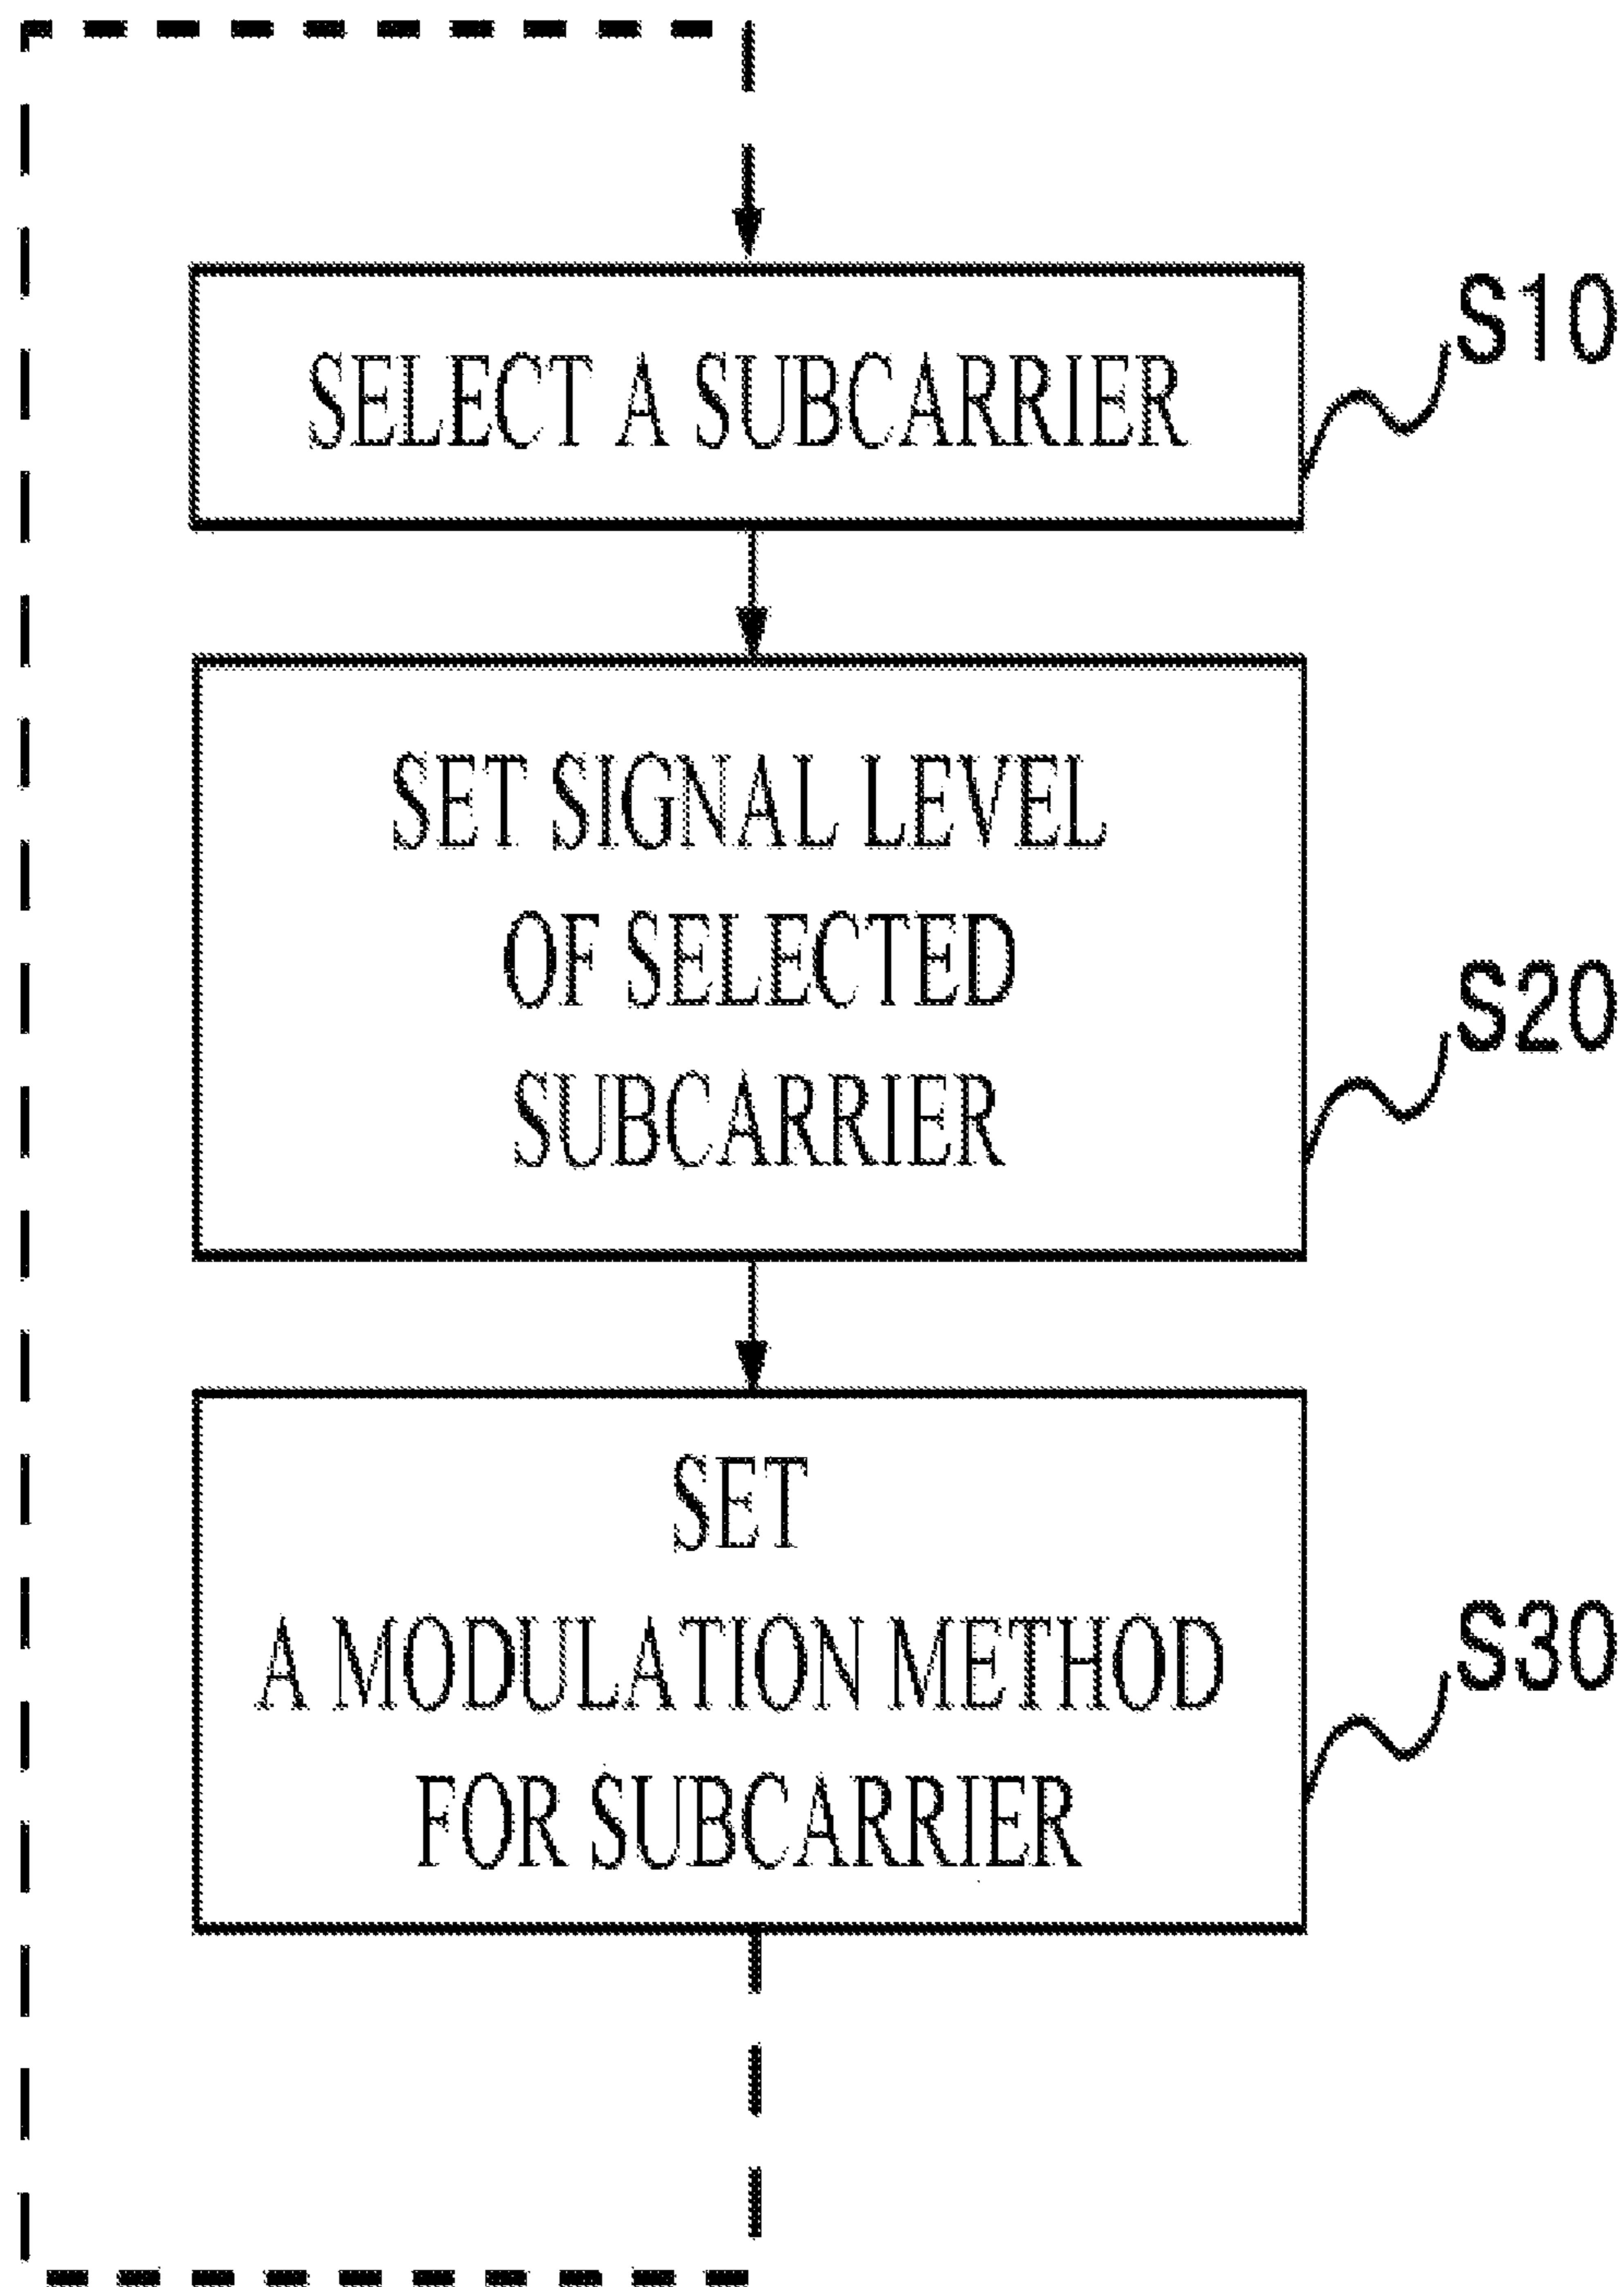 SELECT A SUBCARRIER
S10
SET SIGNAL LEVEL
OF SELECTED
SUBCARRIER
S20
SET
A MODULATION METHOD
FOR SUBCARRIER
S30